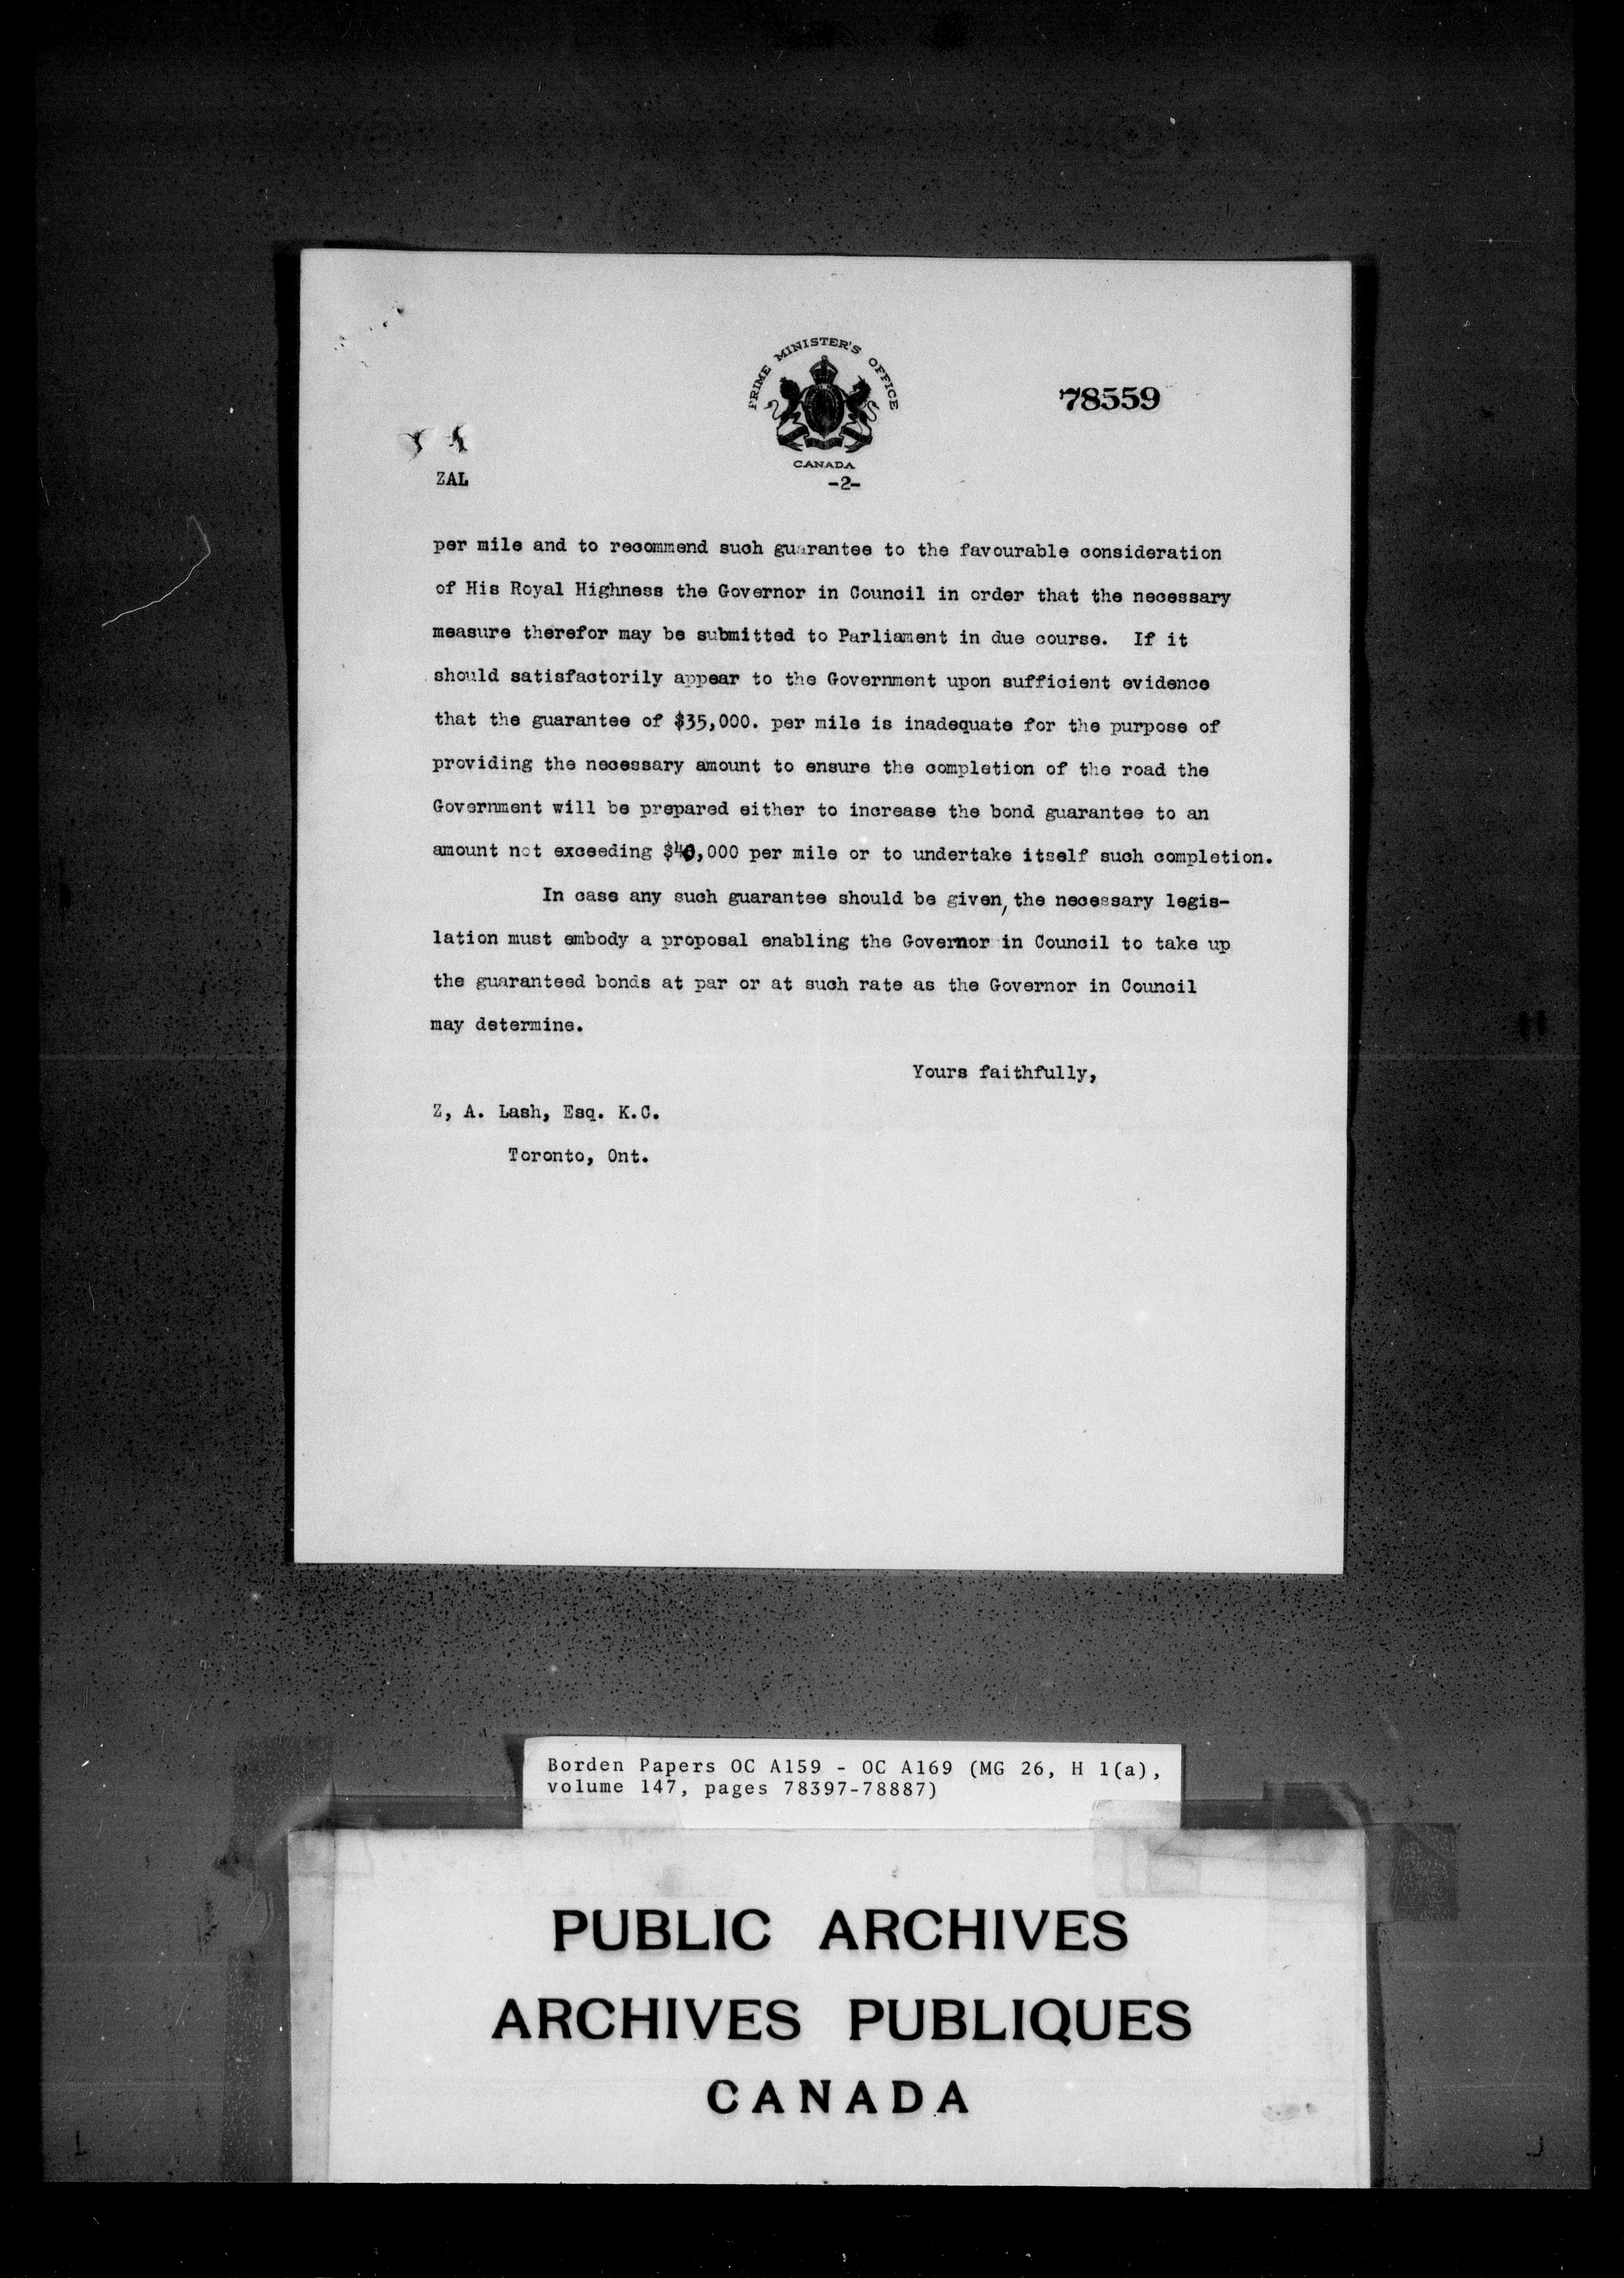 PRIME MINISTER'S OFFICE
CANADA
78559
ZAL
-2-
per mile and to recommend such guarantee to the favourable consideration
of His Royal Highness the Governor in Council in order that the necessary
measure therefor may be submitted to Parliament in due course. If it
should satisfactorily appear to the Government upon sufficient evidence
that the guarantee of $35,000. per mile is inadequate for the purpose of
providing the necessary amount to ensure the completion of the road the
Government will be prepared either to increase the bond guarantee to an
amount not exceeding $40,000 per mile or to undertake itself such completion.
In case any such guarantee should be given, the necessary legis-
lation must embody a proposal enabling the Governor in Council to take up
the guaranteed bonds at par or at such rate as the Governor in Council
may determine.
Yours faithfully,
Z, A. Lash, Esq. K.C.
Toronto, Ont.
Borden Papers OC A159 - OC A169 (MG 26, H 1(a),
volume 147, pages 78397-78887)
PUBLIC ARCHIVES
ARCHIVES PUBLIQUES
CANADA